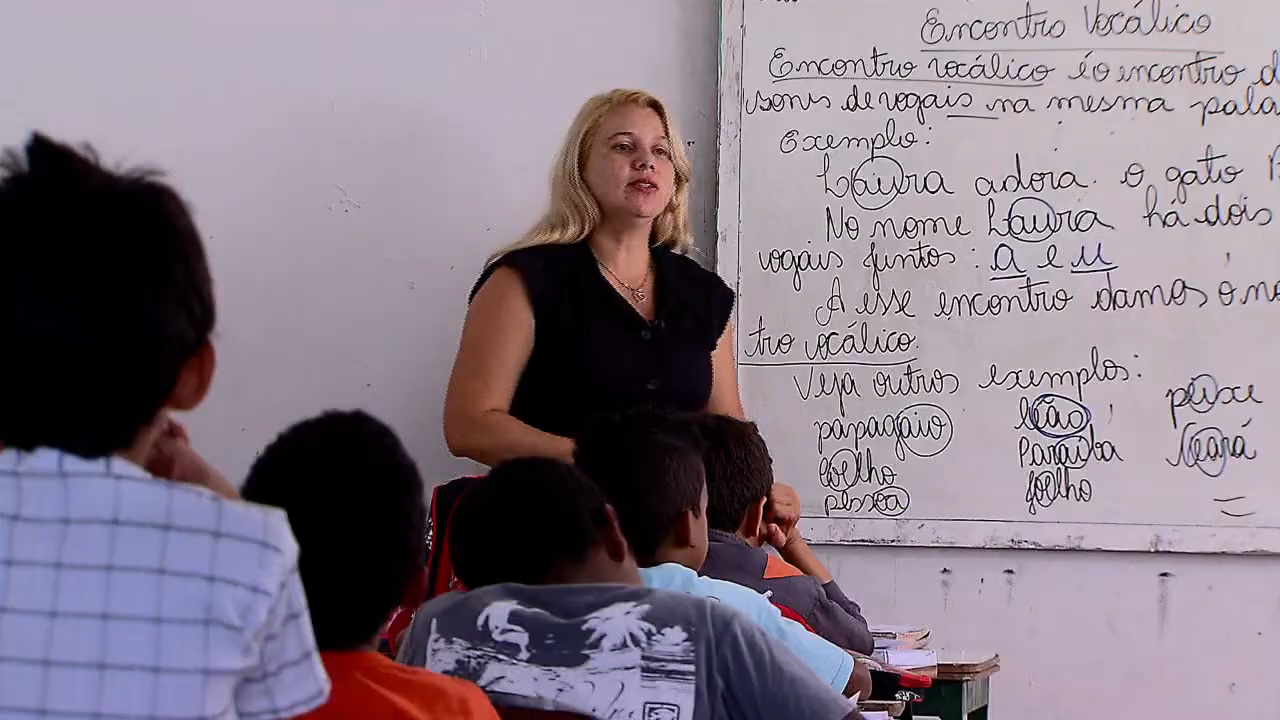 Encontro Vocálico
Encontro vocálico é o encontro d
sons de vogais na mesma pala
Exemplo:
Laura adora o gato
No nome Laura há dois
vogais juntos: a e u
A esse encontro damos o no
tro vocálico.
Veja outros exemplos:
papagaio leão peixe
coelho Paraíba Ceará
pessoa joelho